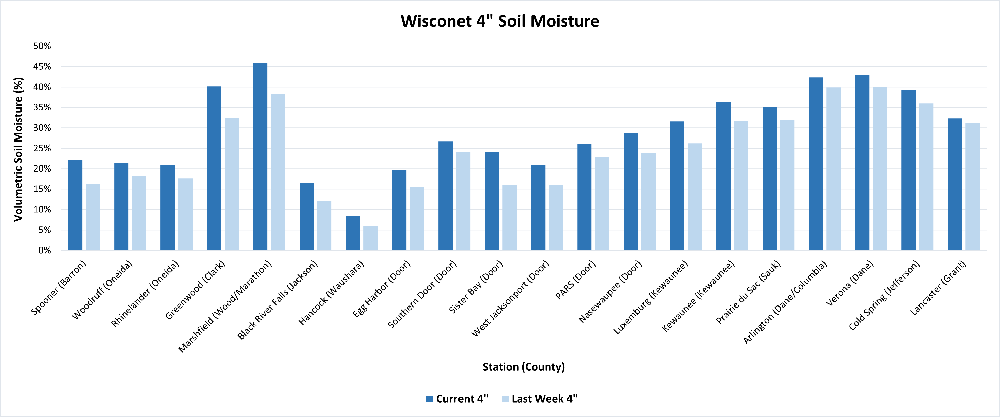 Wisconet 4" Soil Moisture
Volumetric Soil Moisture (%)
50%
45%
40%
35%
30%
25%
20%
15%
10%
5%
0%
Spooner (Barron)
Woodruff (Oneida)
Rhinelander (Oneida)
Greenwood (Clark)
Marshfield (Wood/Marathon)
Black River Falls (Jackson)
Hancock (Waushara)
Egg Harbor (Door)
Southern Door (Door)
Sister Bay (Door)
West Jacksonport (Door)
PARS (Door)
Nasewaupee (Door)
Luxemburg (Kewaunee)
Kewaunee (Kewaunee)
Prairie du Sac (Sauk)
Arlington (Dane/Columbia)
Verona (Dane)
Cold Spring (Jefferson)
Lancaster (Grant)
Station (County)
Current 4"
Last Week 4"